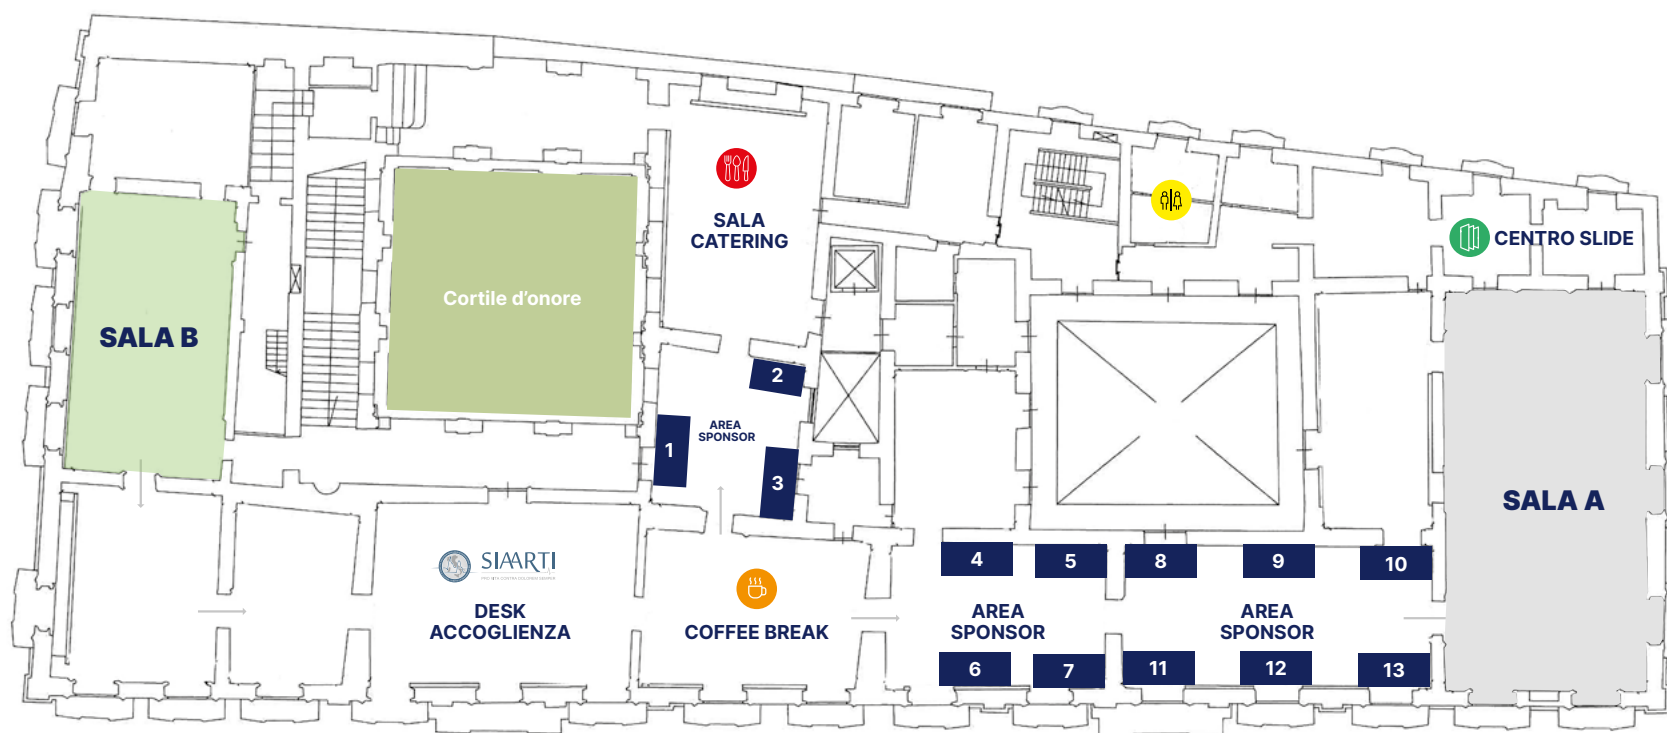 SALA
CATERING
CENTRO SLIDE
Cortile d'onore
SALA B
2
AREA
SPONSOR
1
3
SALA A
SIAARTI
4
5
8
9
10
DESK
ACCOGLIENZA
COFFEE BREAK
AREA
SPONSOR
AREA
SPONSOR
6
7
11
12
13